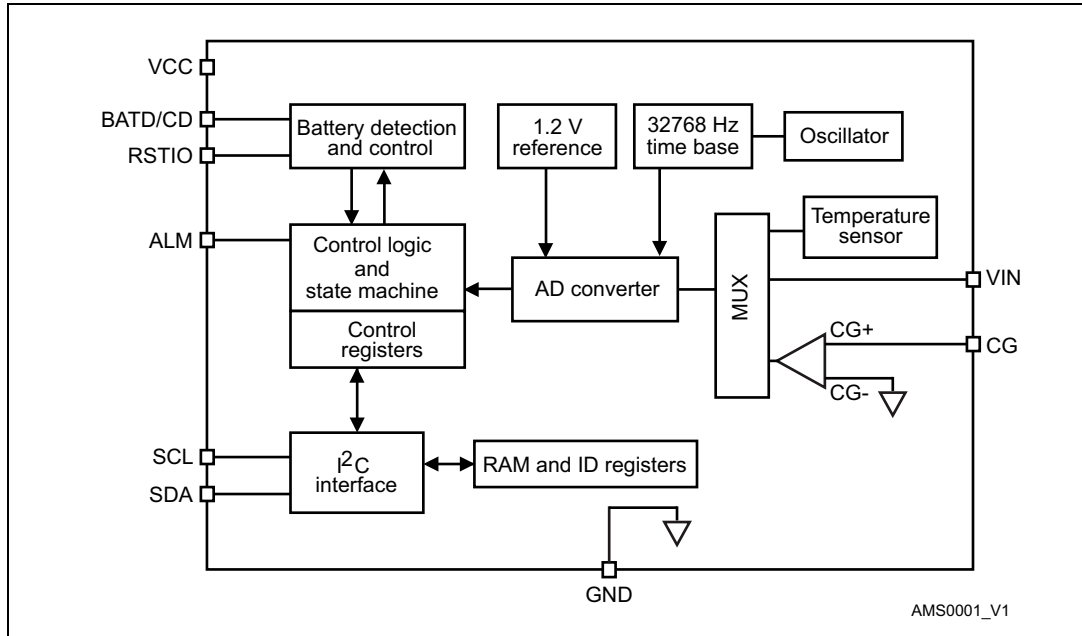 VCC
BATD/CD
RSTIO
ALM
SCL
SDA
Battery detection
and control
1.2 V
reference
32768 Hz
time base
Oscillator
Control logic
and
state machine
Control
registers
AD converter
MUX
Temperature
sensor
VIN
CG+
CG
CG-
I²C
interface
RAM and ID registers
GND
AMS0001_V1